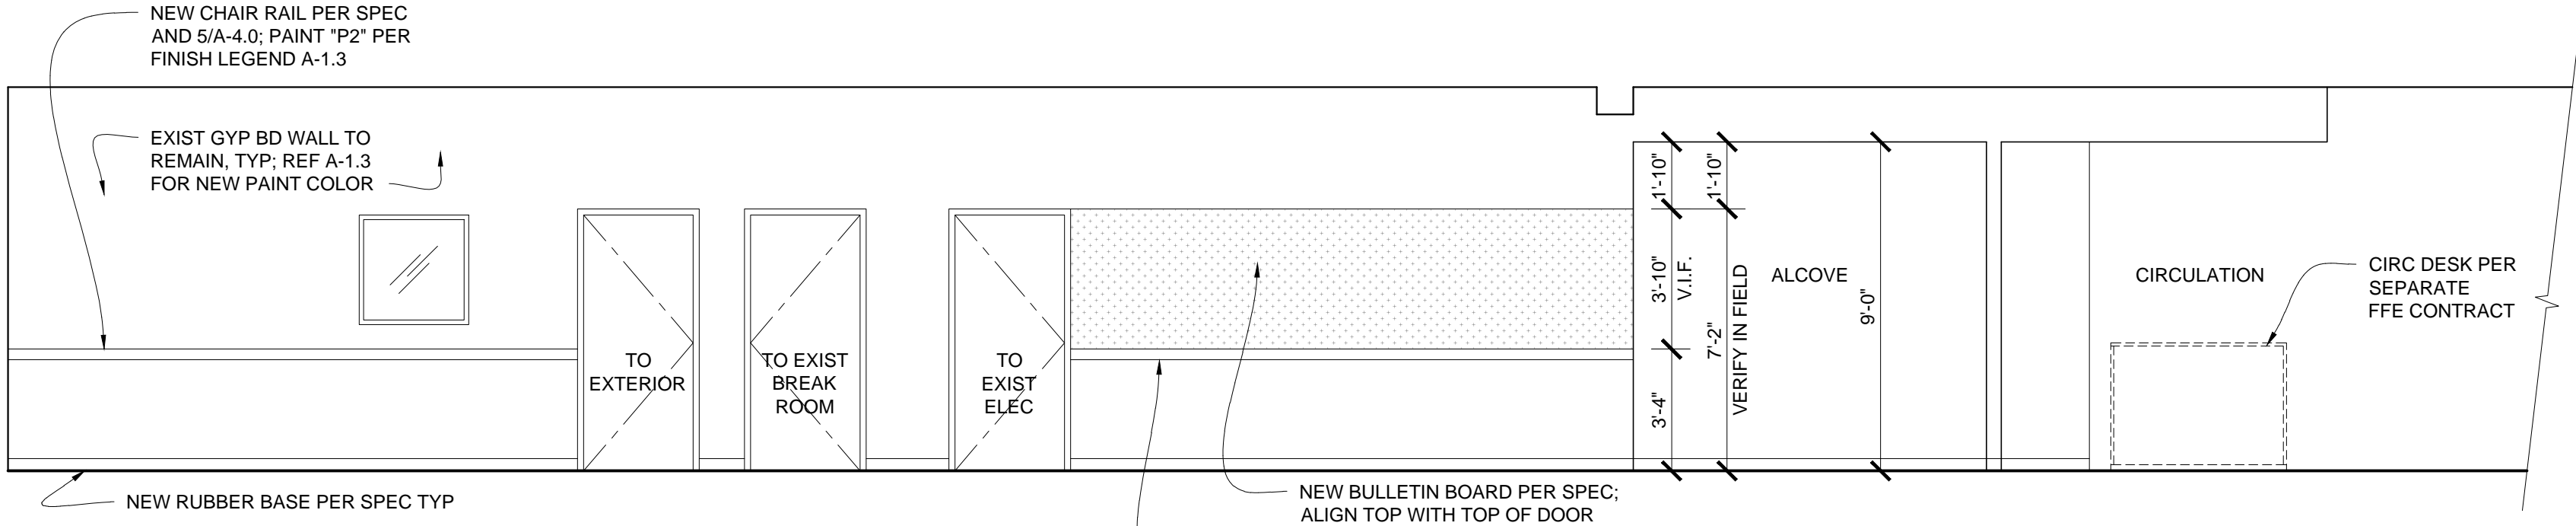 NEW CHAIR RAIL PER SPEC
AND 5/A-4.0; PAINT "P2" PER
FINISH LEGEND A-1.3
EXIST GYP BD WALL TO
REMAIN, TYP; REF A-1.3
FOR NEW PAINT COLOR
TO
EXTERIOR
TO EXIST
BREAK
ROOM
TO
EXIST
ELEC
1'-10"
3'-10"
V.I.F.
3'-4"
1'-10"
7'-2"
VERIFY IN FIELD
ALCOVE
9'-0"
CIRCULATION
CIRC DESK PER
SEPARATE
FFE CONTRACT
NEW RUBBER BASE PER SPEC TYP
NEW BULLETIN BOARD PER SPEC;
ALIGN TOP WITH TOP OF DOOR